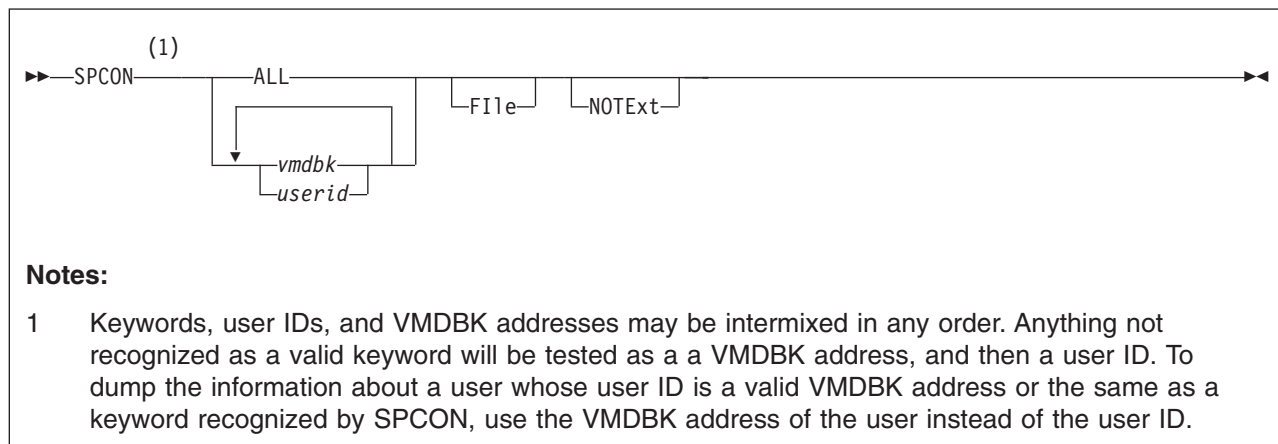 (1)
SPCON ALL FIle NOTExt
vmdbk
userid
Notes:
1 Keywords, user IDs, and VMDBK addresses may be intermixed in any order. Anything not
recognized as a valid keyword will be tested as a a VMDBK address, and then a user ID. To
dump the information about a user whose user ID is a valid VMDBK address or the same as a
keyword recognized by SPCON, use the VMDBK address of the user instead of the user ID.